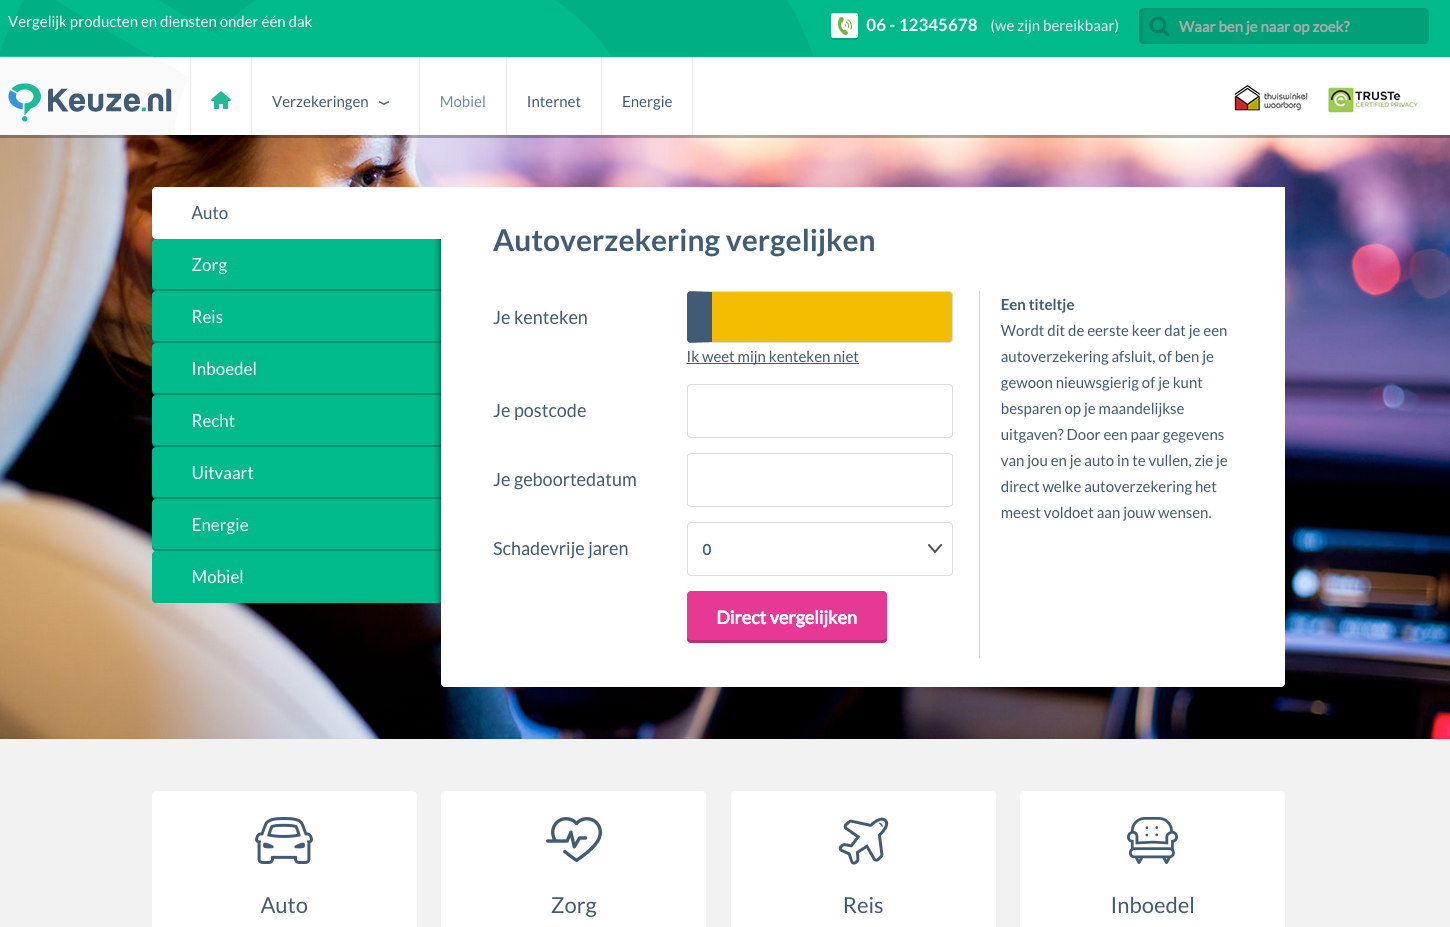 Vergelijk producten en diensten onder één dak
06 - 12345678 (we zijn bereikbaar)
Waar ben je naar op zoek?
Keuze.nl
Verzekeringen
Mobiel
Internet
Energie
thuiswinkel
waarborg
TRUSTe
CERTIFIED PRIVACY
Auto
Zorg
Reis
Inboedel
Recht
Uitvaart
Energie
Mobiel
Autoverzekering vergelijken
Je kenteken
Ik weet mijn kenteken niet
Je postcode
Je geboortedatum
Schadevrije jaren
0
Direct vergelijken
Een titeltje
Wordt dit de eerste keer dat je een
autoverzekering afsluit, of ben je
gewoon nieuwsgierig of je kunt
besparen op je maandelijkse
uitgaven? Door een paar gegevens
van jou en je auto in te vullen, zie je
direct welke autoverzekering het
meest voldoet aan jouw wensen.
Auto
Zorg
Reis
Inboedel